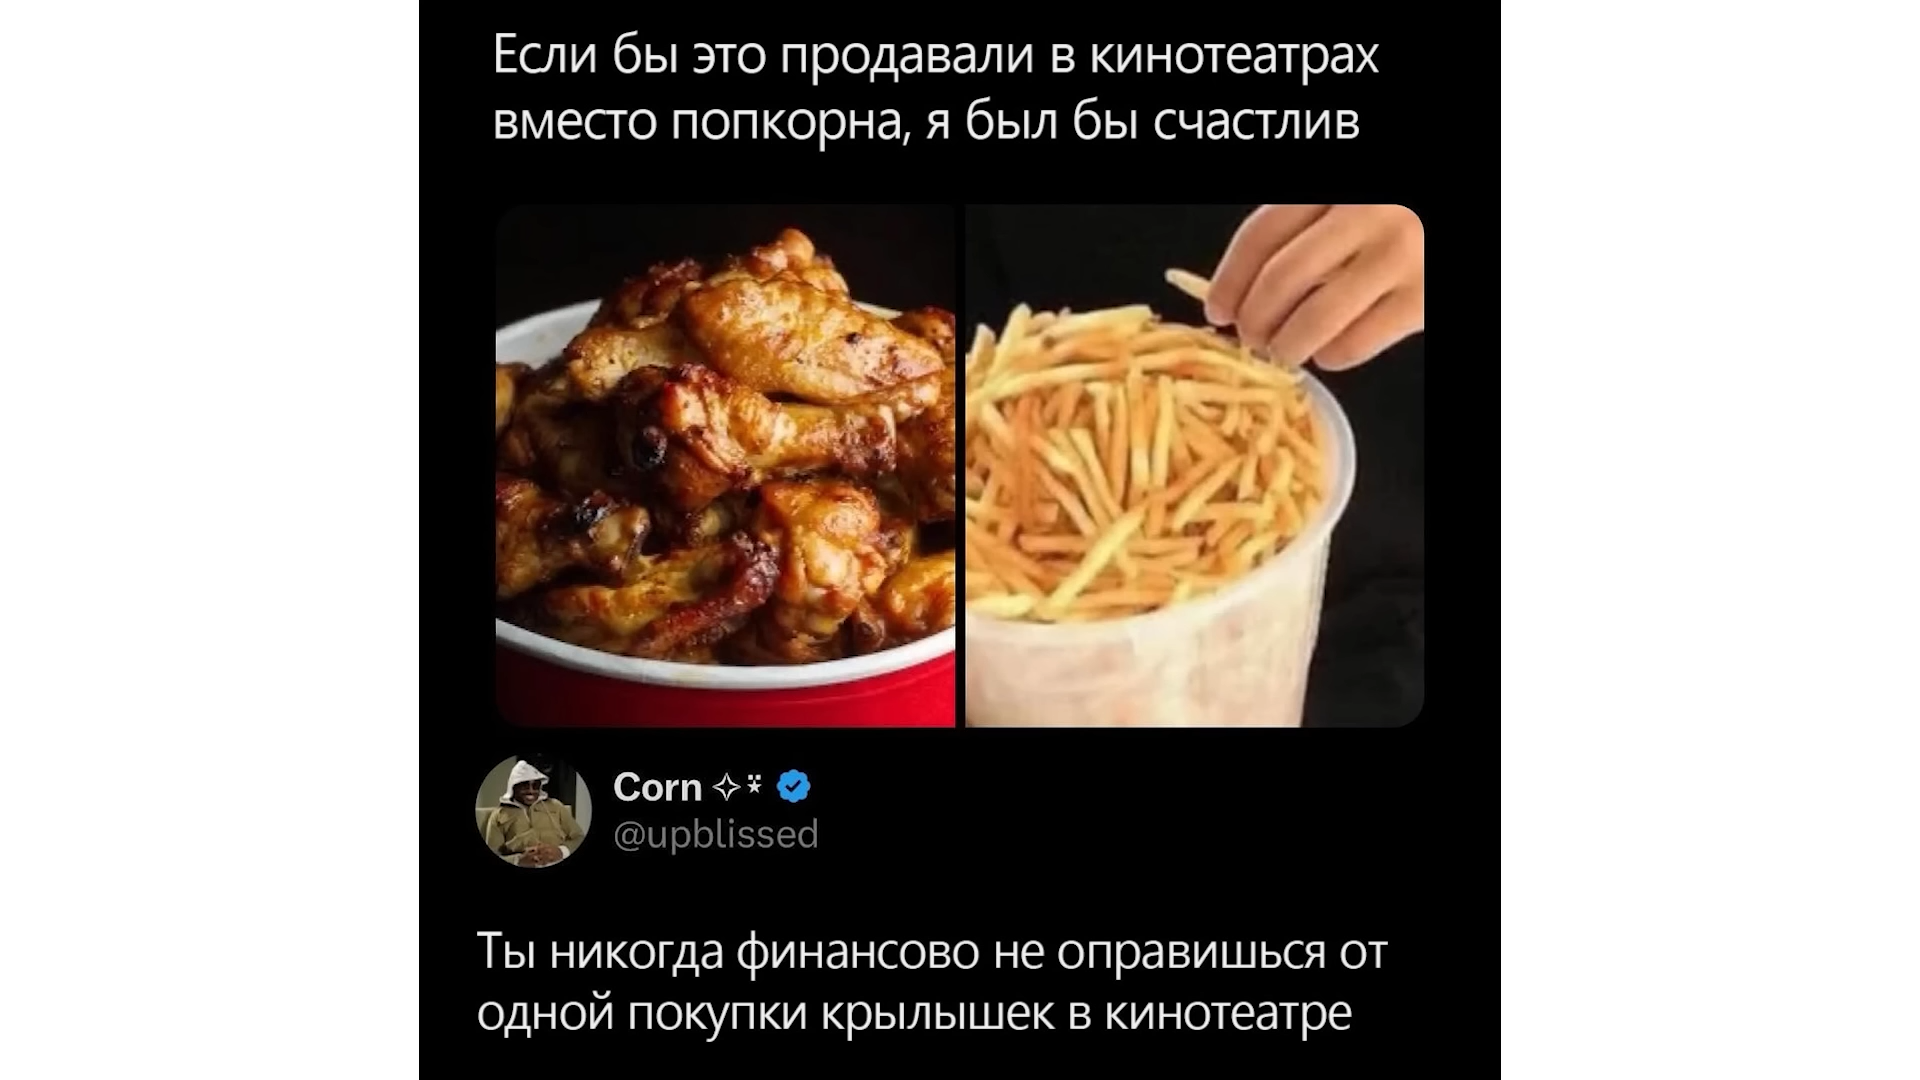 Если бы это продавали в кинотеатрах
вместо попкорна, я был бы счастлив
Corn
@upblissed
Ты никогда финансово не оправишься от
одной покупки крылышек в кинотеатре